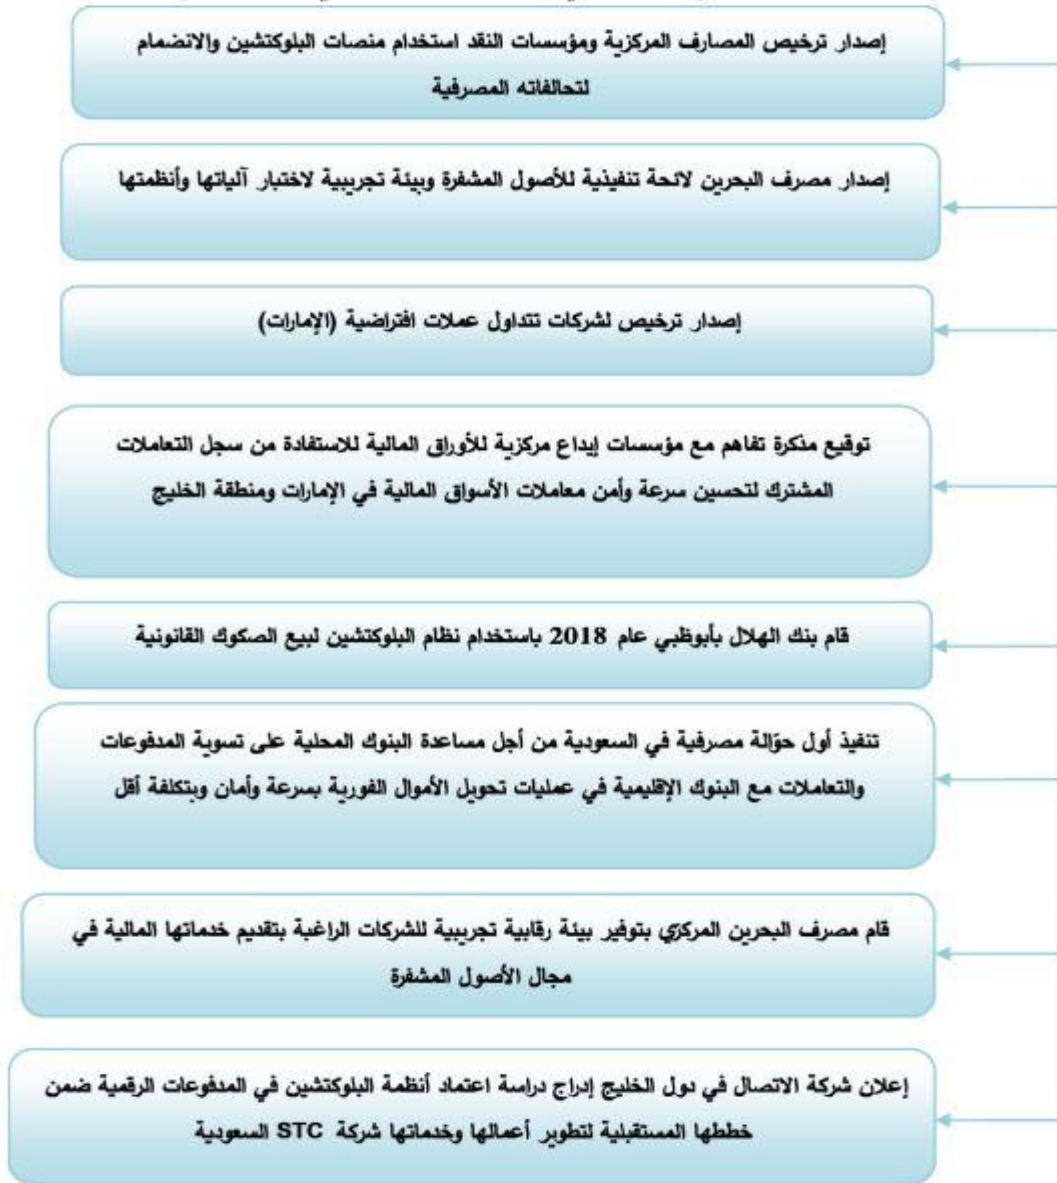 إصدار ترخيص المصارف المركزية ومؤسسات النقد استخدام منصات البلوكتشين والانضمام
لتحالفاته المصرفية
إصدار مصرف البحرين لائحة تنفيذية للأصول المشفرة وبيئة تجريبية لاختبار آلياتها وأنظمتها
إصدار ترخيص لشركات تتداول عملات افتراضية (الإمارات)
توقيع مذكرة تفاهم مع مؤسسات إيداع مركزية للأوراق المالية للاستفادة من سجل التعاملات
المشترك لتحسين سرعة وأمن معاملات الأسواق المالية في الإمارات ومنطقة الخليج
قام بنك الهلال بأبوظبي عام 2018 باستخدام نظام البلوكتشين لبيع الصكوك القانونية
تنفيذ أول حوّالة مصرفية في السعودية من أجل مساعدة البنوك المحلية على تسوية المدفوعات
والتعاملات مع البنوك الإقليمية في عمليات تحويل الأموال الفورية بسرعة وأمان وبتكلفة أقل
قام مصرف البحرين المركزي بتوفير بيئة رقابية تجريبية للشركات الراغبة بتقديم خدماتها المالية في
مجال الأصول المشفرة
إعلان شركة الاتصال في دول الخليج إدراج دراسة اعتماد أنظمة البلوكتشين في المدفوعات الرقمية ضمن
خططها المستقبلية لتطوير أعمالها وخدماتها شركة STC السعودية